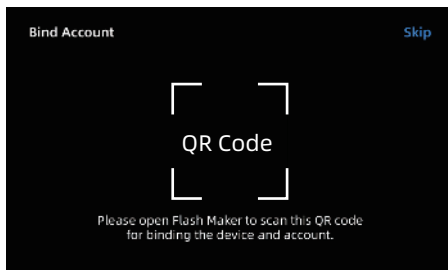 Bind Account
Skip
QR Code
Please open Flash Maker to scan this QR code
for binding the device and account.